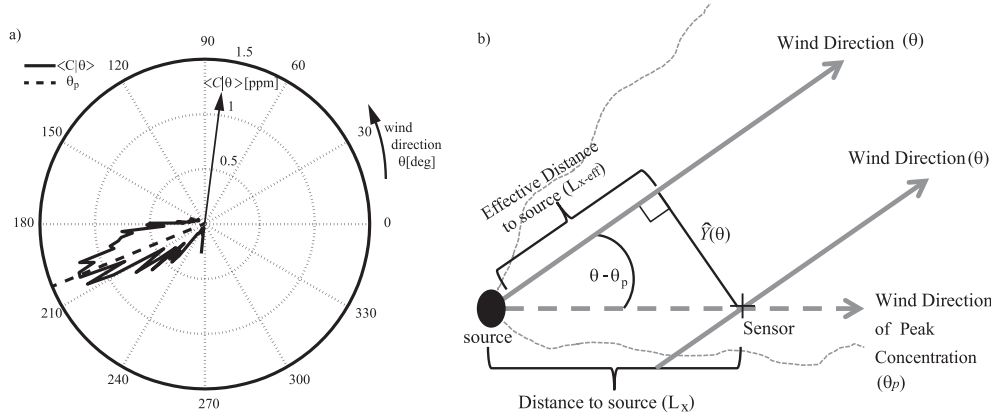 a)
<C|θ>
θp
90
1.5
120
60
<C|θ>[ppm]
1
150
30
wind
direction
θ[deg]
0.5
180
0
210
330
240
300
270
b)
Wind Direction (θ)
Wind Direction(θ)
Effective Distance
to source (Lx-eff)
Ŷ(θ)
θ - θp
source
Sensor
Wind Direction
of Peak
Concentration
(θp)
Distance to source (Lx)